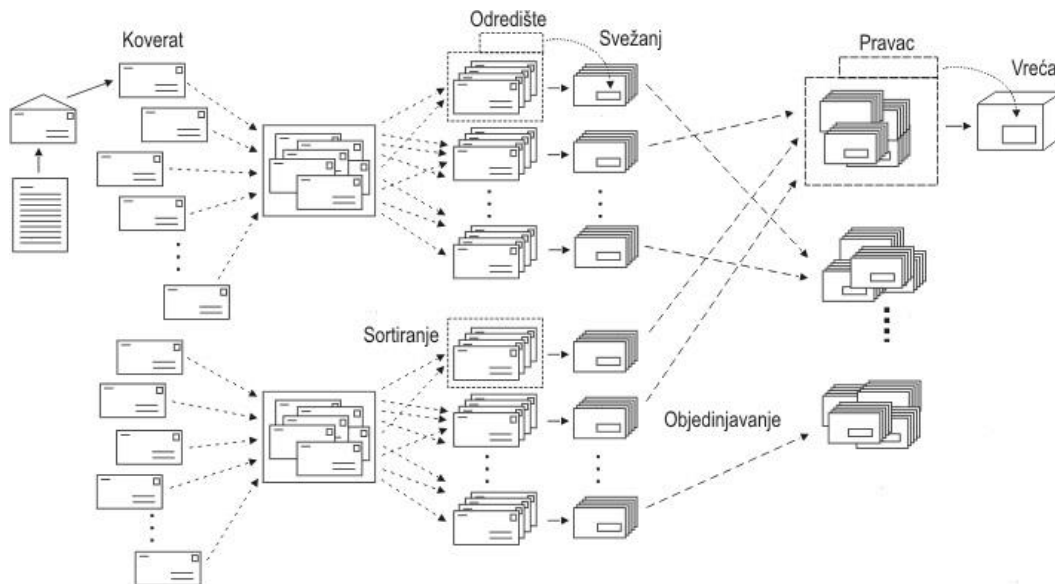 Koverat
Odredište
Svežanj
Pravac
Vreća
Sortiranje
Objedinjavanje